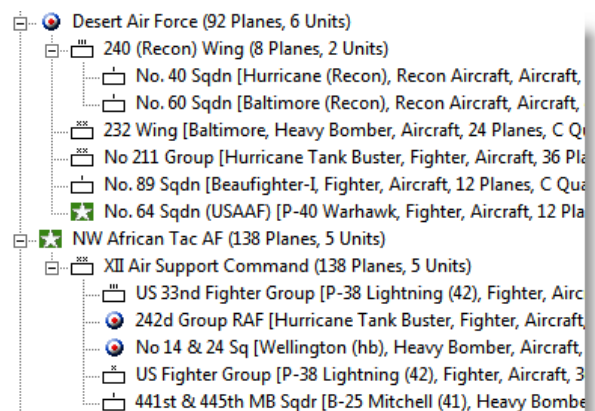 Desert Air Force (92 Planes, 6 Units)
240 (Recon) Wing (8 Planes, 2 Units)
No. 40 Sqdn [Hurricane (Recon), Recon Aircraft, Aircraft,
No. 60 Sqdn [Baltimore (Recon), Recon Aircraft, Aircraft,
232 Wing [Baltimore, Heavy Bomber, Aircraft, 24 Planes, C Qu
No 211 Group [Hurricane Tank Buster, Fighter, Aircraft, 36 Pla
No. 89 Sqdn [Beaufighter-I, Fighter, Aircraft, 12 Planes, C Qua
No. 64 Sqdn (USAAF) [P-40 Warhawk, Fighter, Aircraft, 12 Pla
NW African Tac AF (138 Planes, 5 Units)
XII Air Support Command (138 Planes, 5 Units)
US 33nd Fighter Group [P-38 Lightning (42), Fighter, Airc
242d Group RAF [Hurricane Tank Buster, Fighter, Aircraft,
No 14 & 24 Sq [Wellington (hb), Heavy Bomber, Aircraft,
US Fighter Group [P-38 Lightning (42), Fighter, Aircraft, 3
441st & 445th MB Sqdr [B-25 Mitchell (41), Heavy Bombe